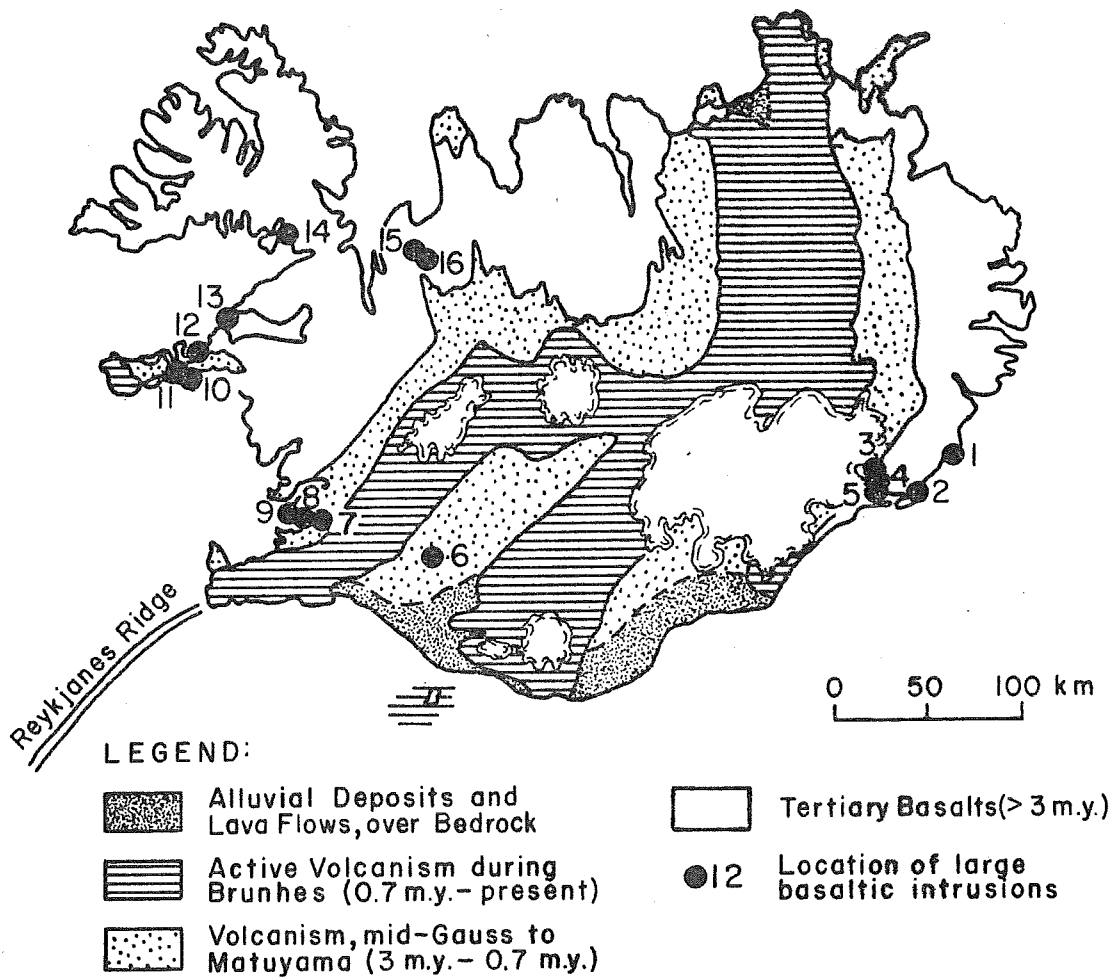 14
15
16
13
12
11
10
3
4
5
1
2
9
8
7
6
Reykjanes Ridge
0 50 100 km
LEGEND:
Alluvial Deposits and
Lava Flows, over Bedrock
Active Volcanism during
Brunhes (0.7 m.y.- present)
Volcanism, mid-Gauss to
Matuyama (3 m.y.- 0.7 m.y.)
Tertiary Basalts (> 3 m.y.)
12 Location of large
basaltic intrusions